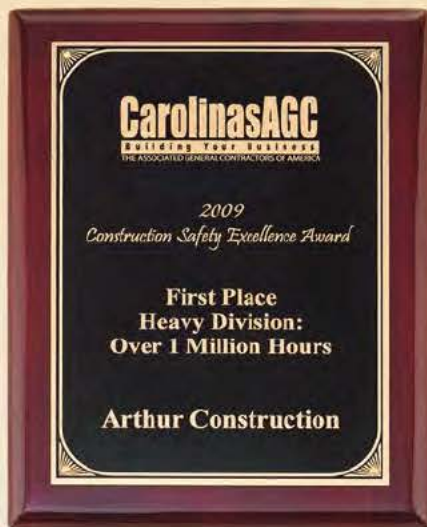 CarolinasAGC
Building Your Business
THE ASSOCIATED GENERAL CONTRACTORS OF AMERICA
2009
Construction Safety Excellence Award
First Place
Heavy Division:
Over 1 Million Hours
Arthur Construction